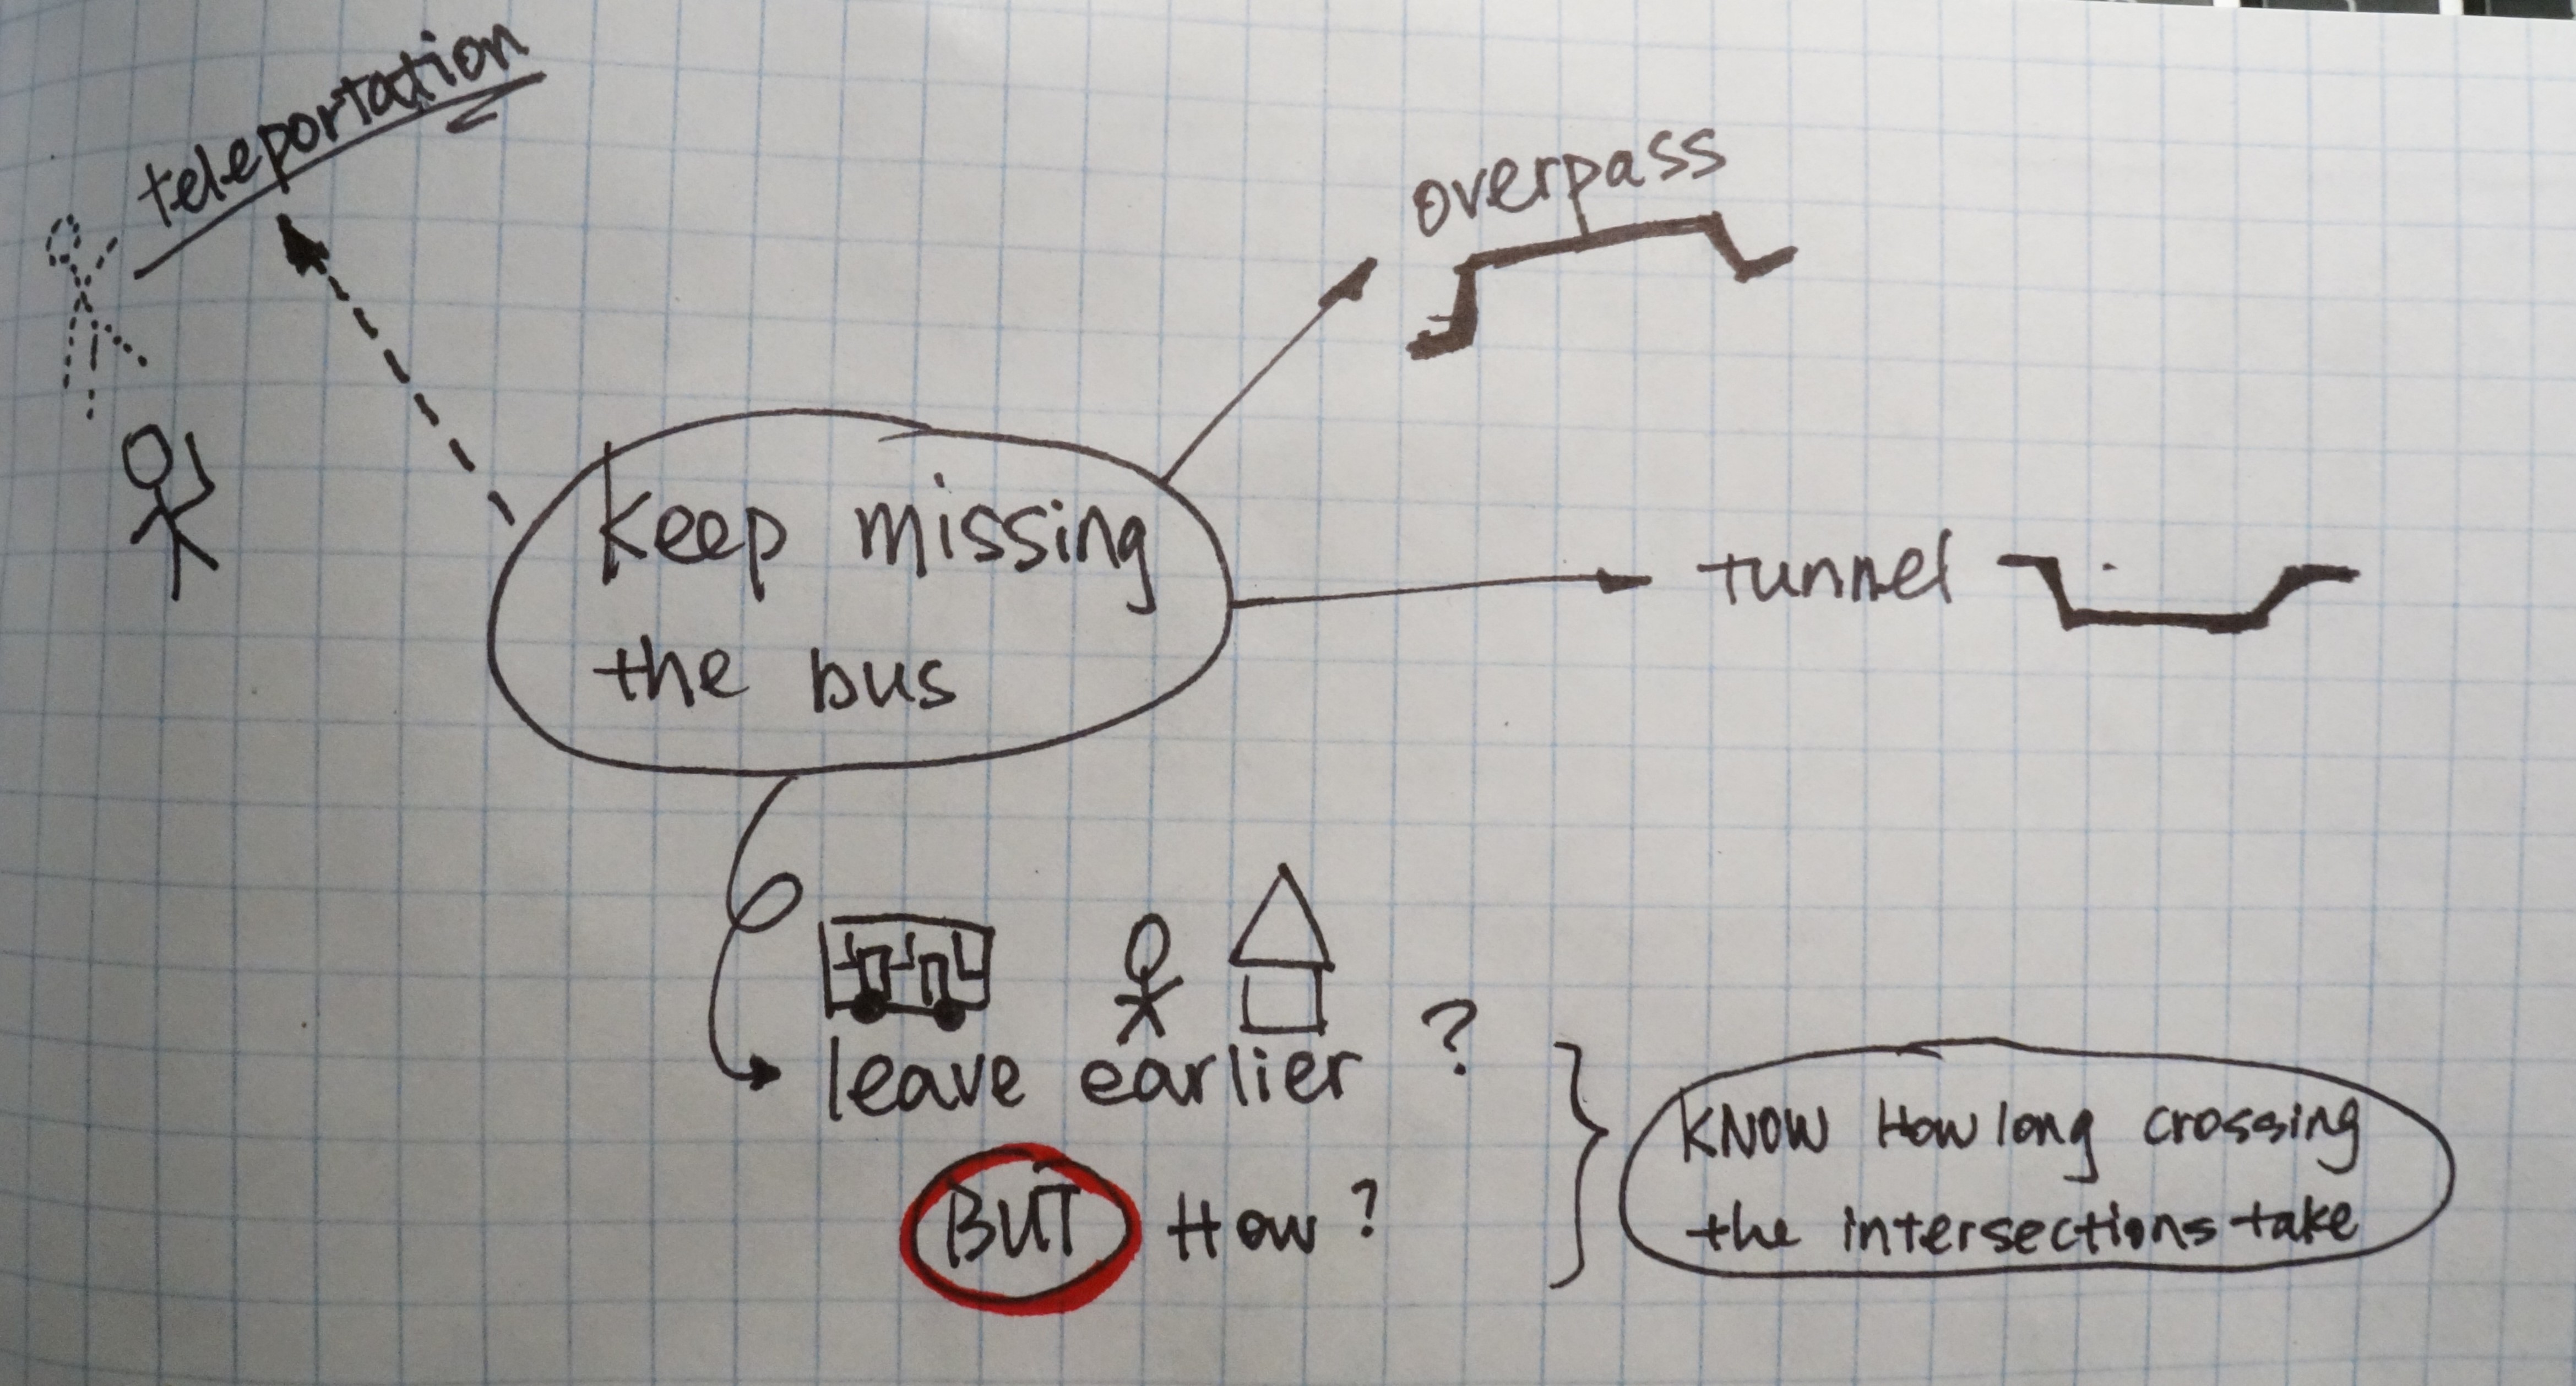 teleportation
overpass
keep missing
the bus
tunnel
leave earlier ?
BUT How?
KNOW How long crossing
the intersections take